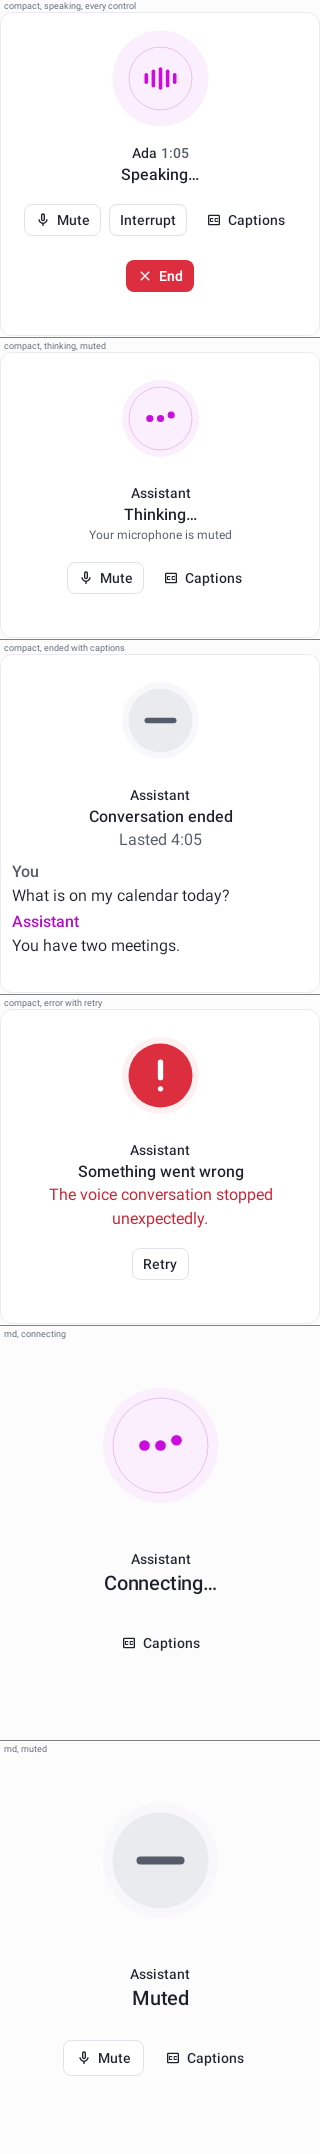 compact, speaking, every control
Ada 1:05
Speaking...
Mute
Interrupt
Captions
End
compact, thinking, muted
Assistant
Thinking...
Your microphone is muted
Mute
Captions
compact, ended with captions
Assistant
Conversation ended
Lasted 4:05
You
What is on my calendar today?
Assistant
You have two meetings.
compact, error with retry
Assistant
Something went wrong
The voice conversation stopped
unexpectedly.
Retry
md, connecting
Assistant
Connecting...
Captions
md, muted
Assistant
Muted
Mute
Captions